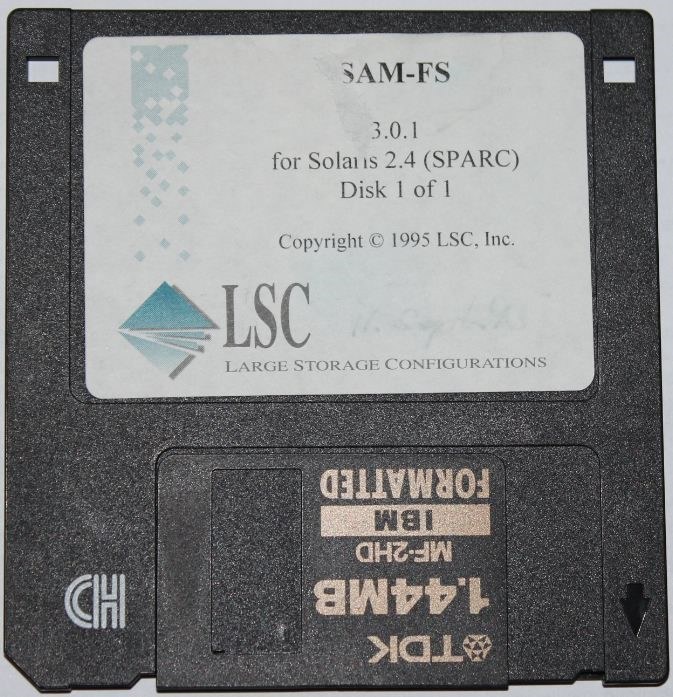 SAM-FS
3.0.1
for Solaris 2.4 (SPARC)
Disk 1 of 1
Copyright © 1995 LSC, Inc.
LSC
LARGE STORAGE CONFIGURATIONS
FORMATTED
IBM
MF-2HD
1.44MB
TDK
HD